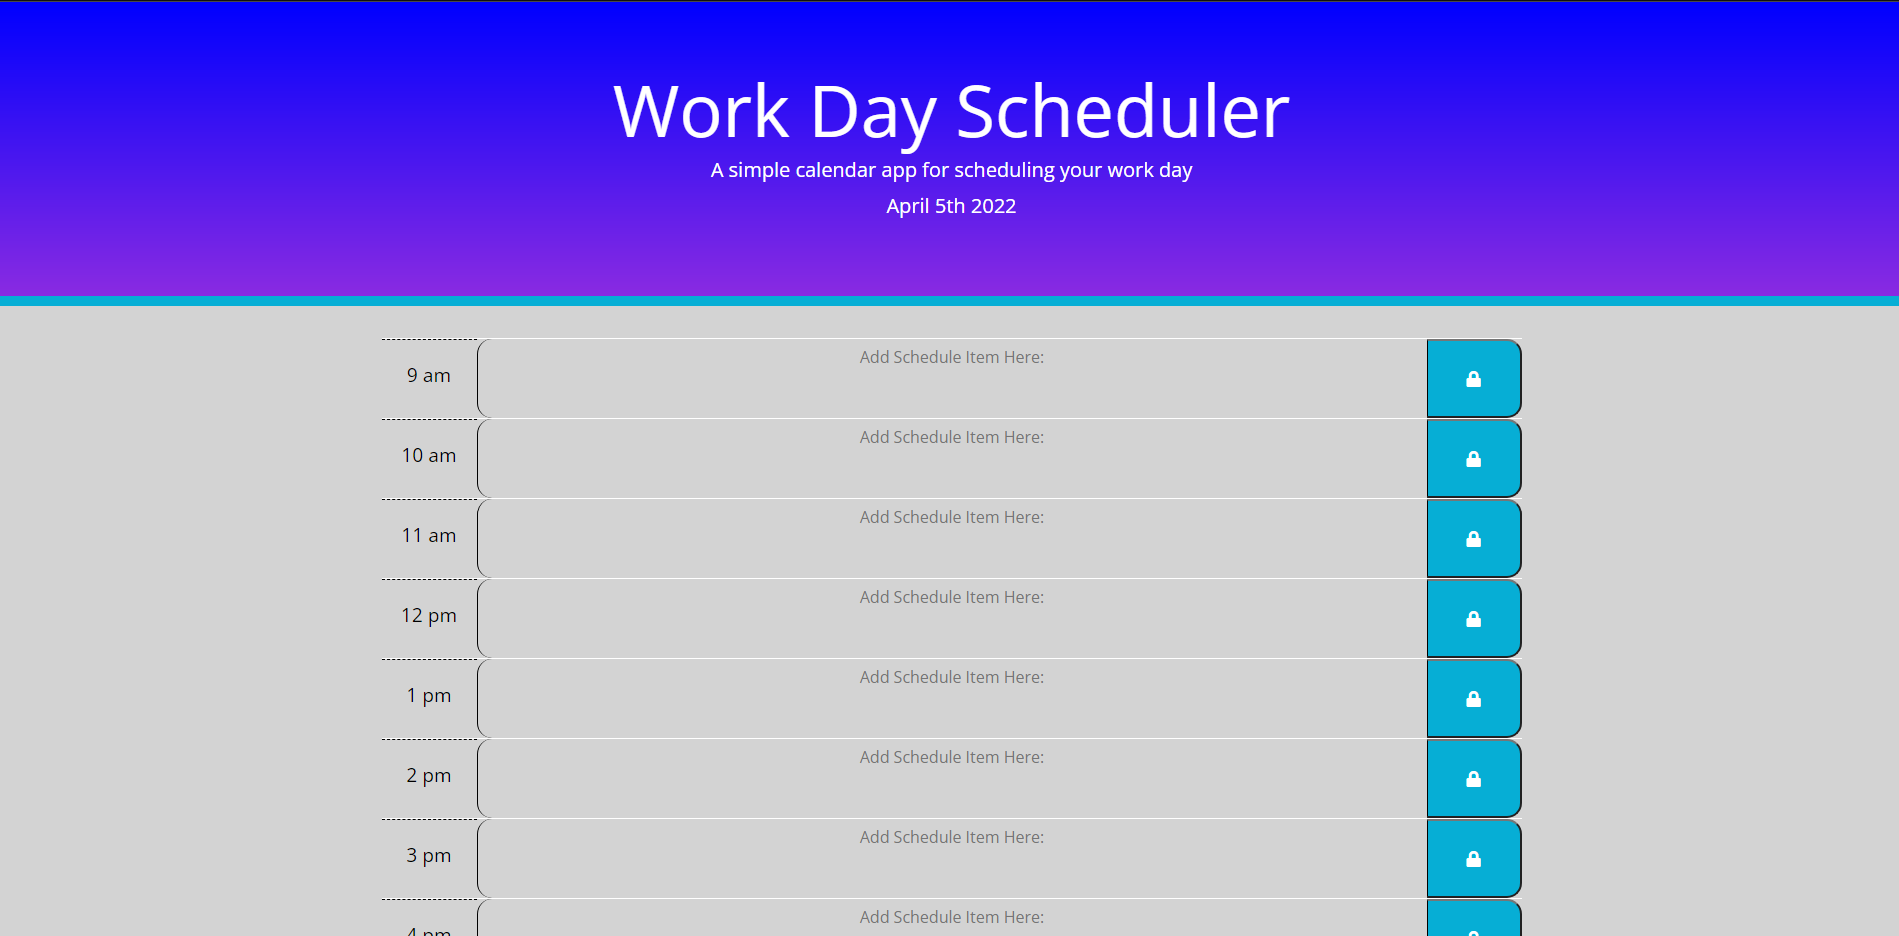 Work Day Scheduler
A simple calendar app for scheduling your work day
April 5th 2022
9 am
Add Schedule Item Here:
10 am
Add Schedule Item Here:
11 am
Add Schedule Item Here:
12 pm
Add Schedule Item Here:
1 pm
Add Schedule Item Here:
2 pm
Add Schedule Item Here:
3 pm
Add Schedule Item Here:
4 pm
Add Schedule Item Here: